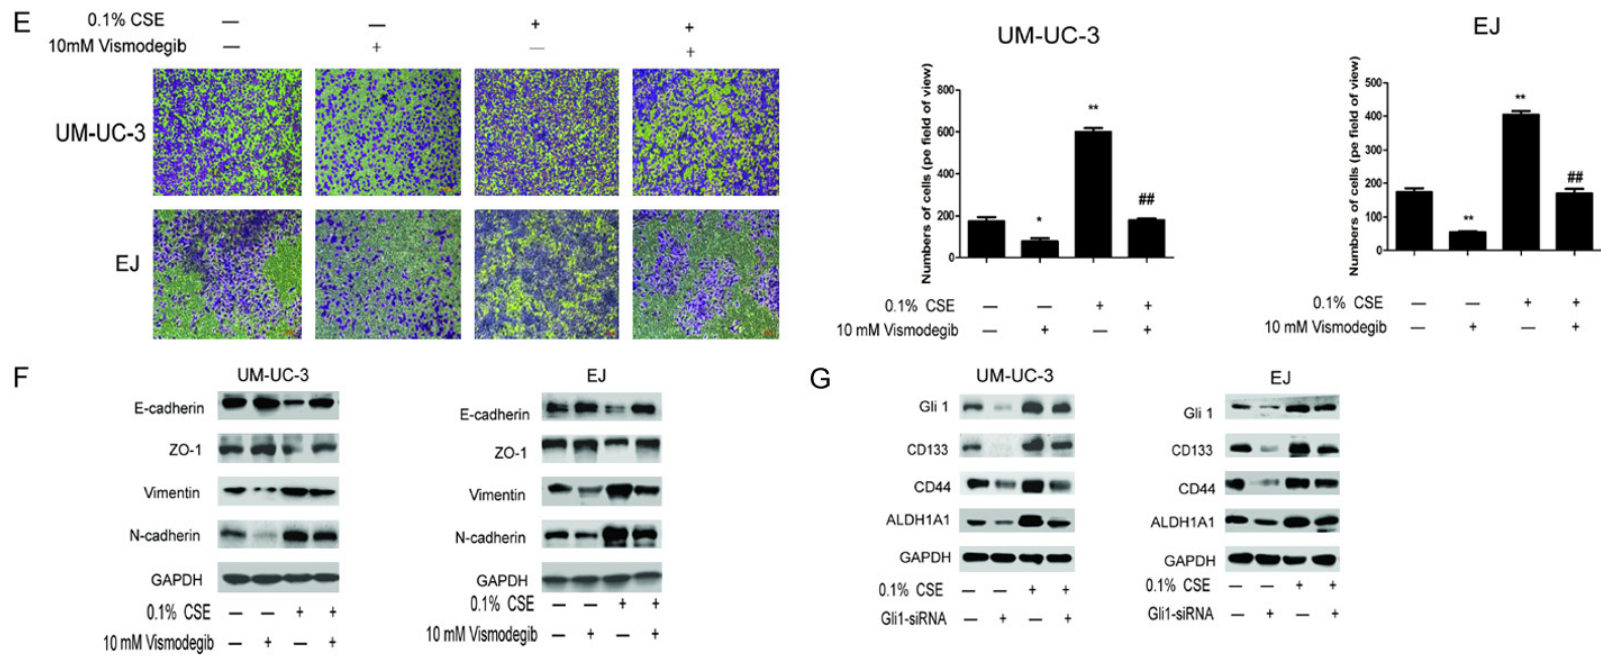 E
0.1% CSE — — + +
10mM Vismodegib — + — +
UM-UC-3
EJ
UM-UC-3
Numbers of cells (pe field of view)
800
600
400
200
0
*
**
##
0.1% CSE — — + +
10 mM Vismodegib — + — +
EJ
Numbers of cells (pe field of view)
500
400
300
200
100
0
**
**
##
0.1% CSE — — + +
10 mM Vismodegib — + — +
F
UM-UC-3
E-cadherin
ZO-1
Vimentin
N-cadherin
GAPDH
0.1% CSE — — + +
10 mM Vismodegib — + — +
EJ
E-cadherin
ZO-1
Vimentin
N-cadherin
GAPDH
0.1% CSE — — + +
10 mM Vismodegib — + — +
G
UM-UC-3
Gli 1
CD133
CD44
ALDH1A1
GAPDH
0.1% CSE — — + +
Gli1-siRNA — + — +
EJ
Gli 1
CD133
CD44
ALDH1A1
GAPDH
0.1% CSE — — + +
Gli1-siRNA — + — +